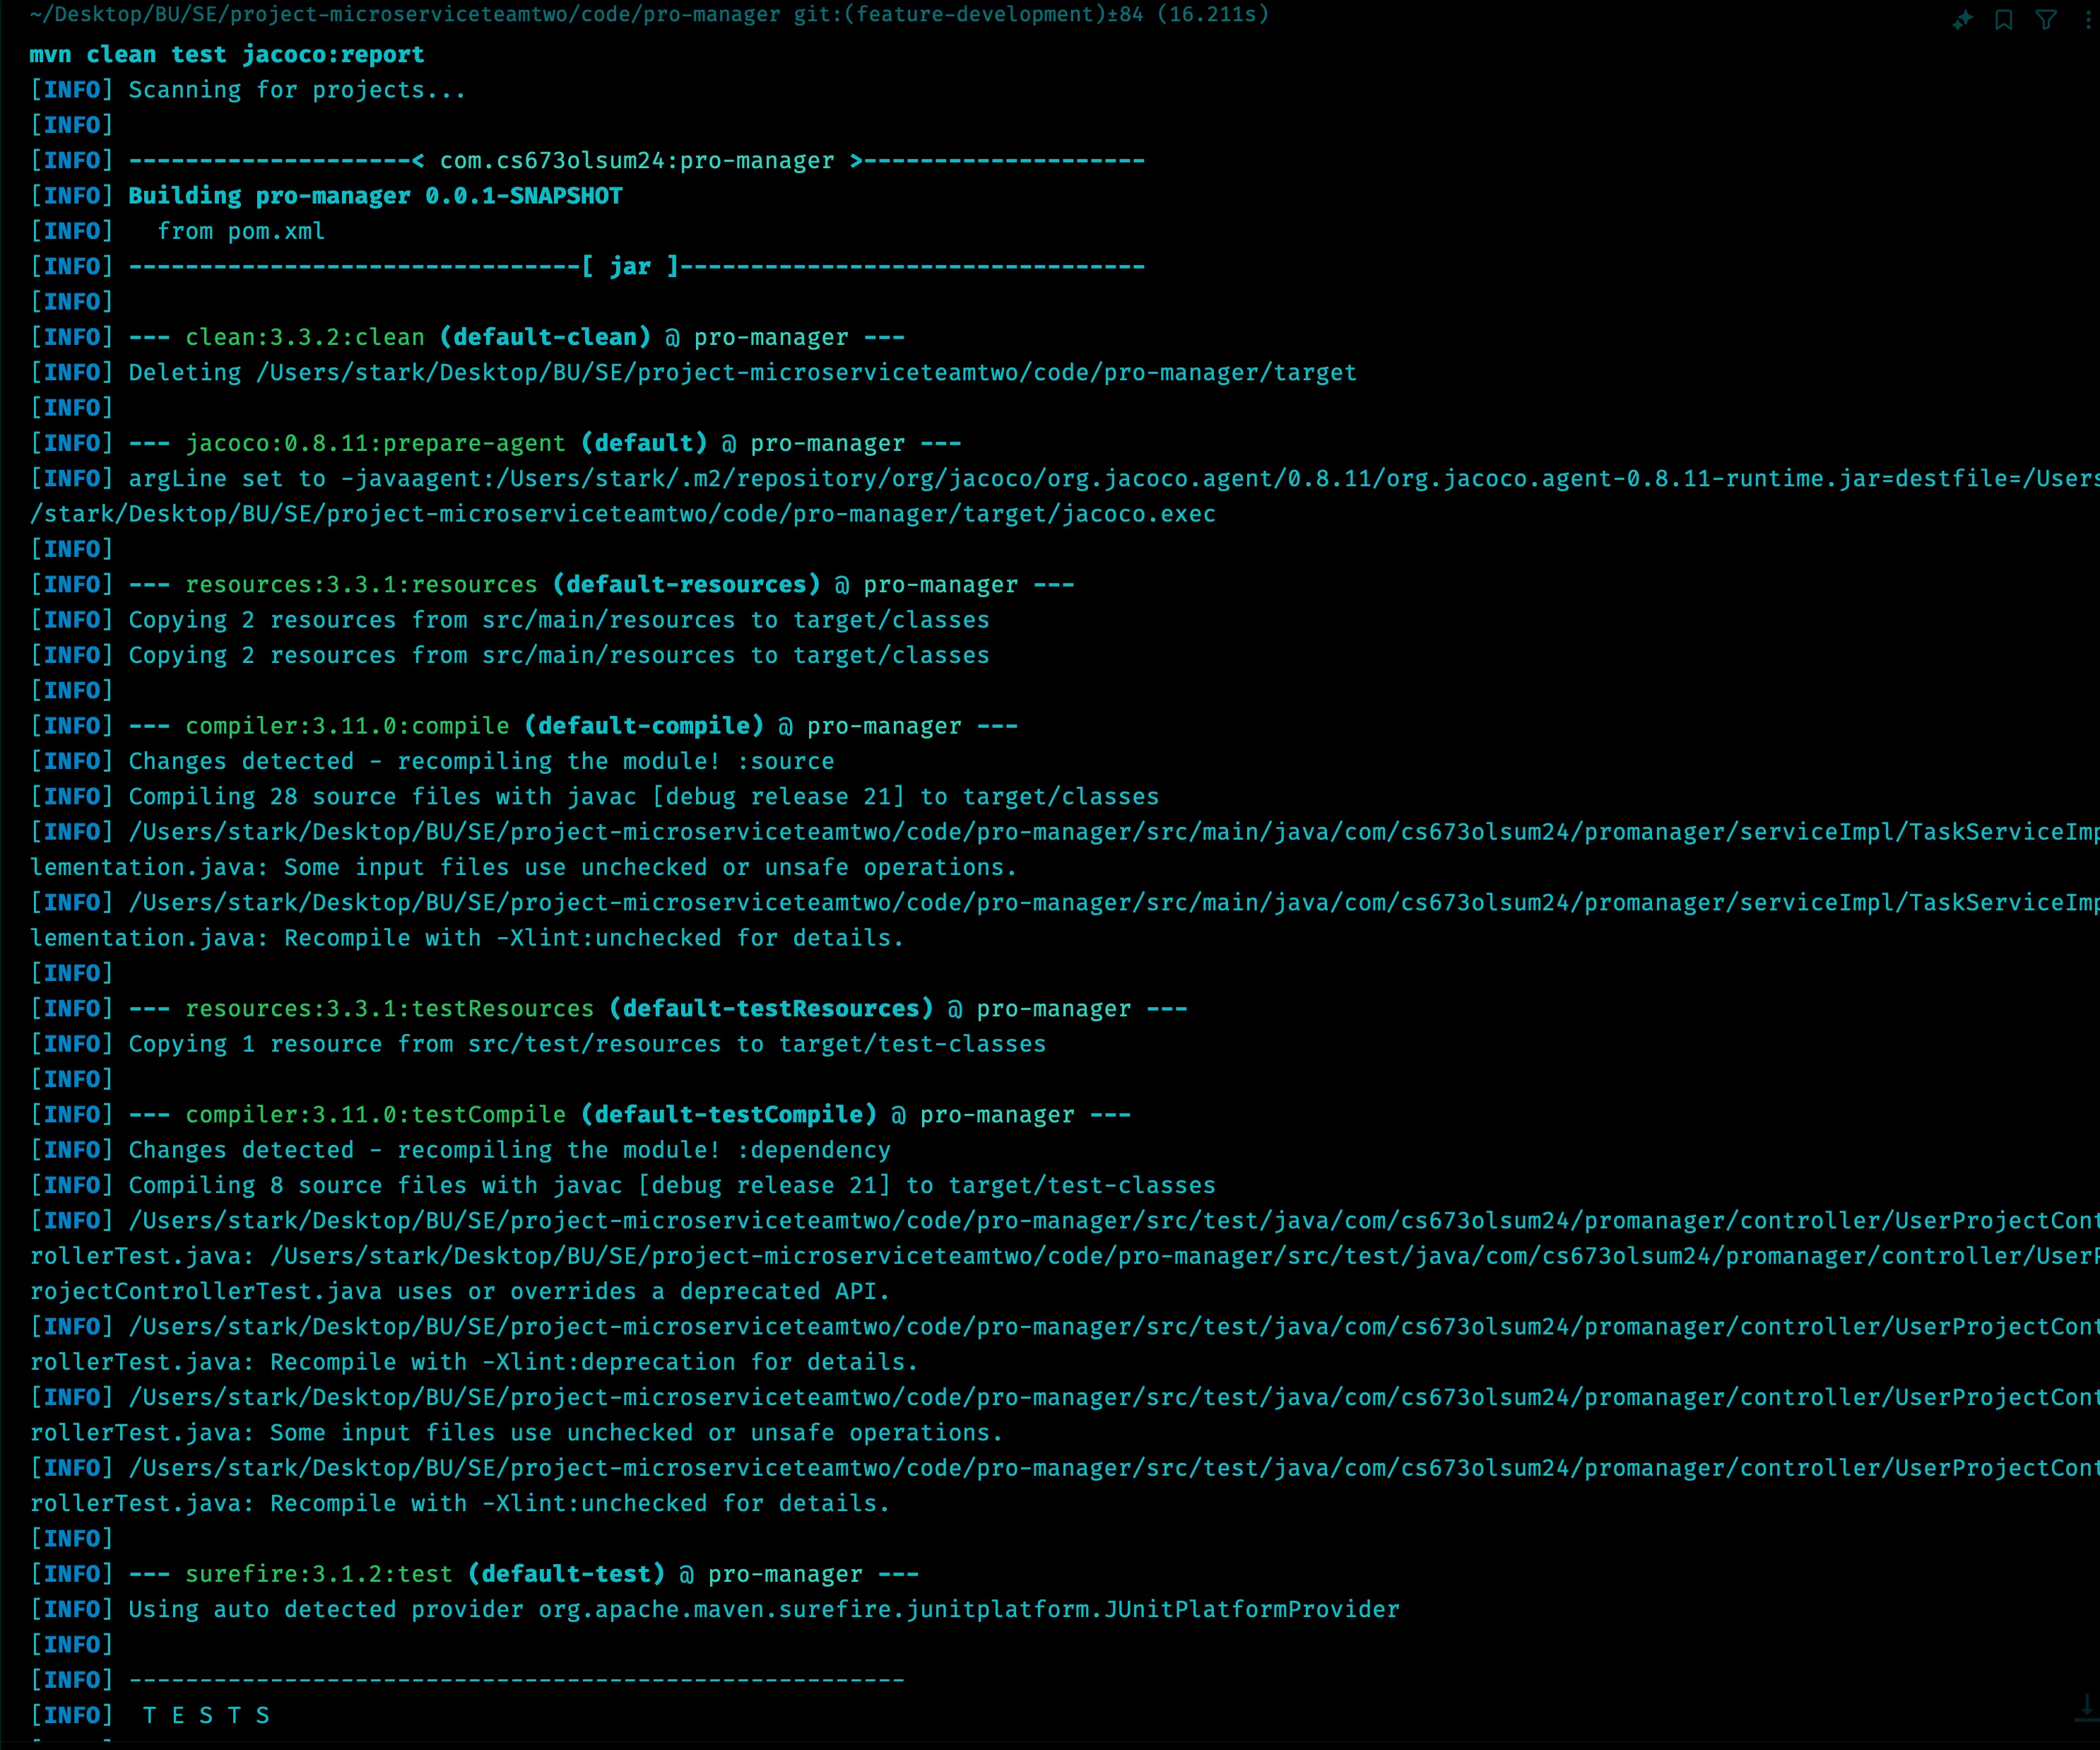 ~/Desktop/BU/SE/project-microserviceteamtwo/code/pro-manager git:(feature-development)±84 (16.211s)
mvn clean test jacoco:report
[INFO] Scanning for projects...
[INFO]
[INFO] --------------------< com.cs673olsum24:pro-manager >--------------------
[INFO] Building pro-manager 0.0.1-SNAPSHOT
[INFO]   from pom.xml
[INFO] --------------------------------[ jar ]---------------------------------
[INFO]
[INFO] --- clean:3.3.2:clean (default-clean) @ pro-manager ---
[INFO] Deleting /Users/stark/Desktop/BU/SE/project-microserviceteamtwo/code/pro-manager/target
[INFO]
[INFO] --- jacoco:0.8.11:prepare-agent (default) @ pro-manager ---
[INFO] argLine set to -javaagent:/Users/stark/.m2/repository/org/jacoco/org.jacoco.agent/0.8.11/org.jacoco.agent-0.8.11-runtime.jar=destfile=/Users
/stark/Desktop/BU/SE/project-microserviceteamtwo/code/pro-manager/target/jacoco.exec
[INFO]
[INFO] --- resources:3.3.1:resources (default-resources) @ pro-manager ---
[INFO] Copying 2 resources from src/main/resources to target/classes
[INFO] Copying 2 resources from src/main/resources to target/classes
[INFO]
[INFO] --- compiler:3.11.0:compile (default-compile) @ pro-manager ---
[INFO] Changes detected - recompiling the module! :source
[INFO] Compiling 28 source files with javac [debug release 21] to target/classes
[INFO] /Users/stark/Desktop/BU/SE/project-microserviceteamtwo/code/pro-manager/src/main/java/com/cs673olsum24/promanager/serviceImpl/TaskServiceImp
lementation.java: Some input files use unchecked or unsafe operations.
[INFO] /Users/stark/Desktop/BU/SE/project-microserviceteamtwo/code/pro-manager/src/main/java/com/cs673olsum24/promanager/serviceImpl/TaskServiceImp
lementation.java: Recompile with -Xlint:unchecked for details.
[INFO]
[INFO] --- resources:3.3.1:testResources (default-testResources) @ pro-manager ---
[INFO] Copying 1 resource from src/test/resources to target/test-classes
[INFO]
[INFO] --- compiler:3.11.0:testCompile (default-testCompile) @ pro-manager ---
[INFO] Changes detected - recompiling the module! :dependency
[INFO] Compiling 8 source files with javac [debug release 21] to target/test-classes
[INFO] /Users/stark/Desktop/BU/SE/project-microserviceteamtwo/code/pro-manager/src/test/java/com/cs673olsum24/promanager/controller/UserProjectCont
rollerTest.java: /Users/stark/Desktop/BU/SE/project-microserviceteamtwo/code/pro-manager/src/test/java/com/cs673olsum24/promanager/controller/UserP
rojectControllerTest.java uses or overrides a deprecated API.
[INFO] /Users/stark/Desktop/BU/SE/project-microserviceteamtwo/code/pro-manager/src/test/java/com/cs673olsum24/promanager/controller/UserProjectCont
rollerTest.java: Recompile with -Xlint:deprecation for details.
[INFO] /Users/stark/Desktop/BU/SE/project-microserviceteamtwo/code/pro-manager/src/test/java/com/cs673olsum24/promanager/controller/UserProjectCont
rollerTest.java: Some input files use unchecked or unsafe operations.
[INFO] /Users/stark/Desktop/BU/SE/project-microserviceteamtwo/code/pro-manager/src/test/java/com/cs673olsum24/promanager/controller/UserProjectCont
rollerTest.java: Recompile with -Xlint:unchecked for details.
[INFO]
[INFO] --- surefire:3.1.2:test (default-test) @ pro-manager ---
[INFO] Using auto detected provider org.apache.maven.surefire.junitplatform.JUnitPlatformProvider
[INFO]
[INFO] -------------------------------------------------------
[INFO]  T E S T S